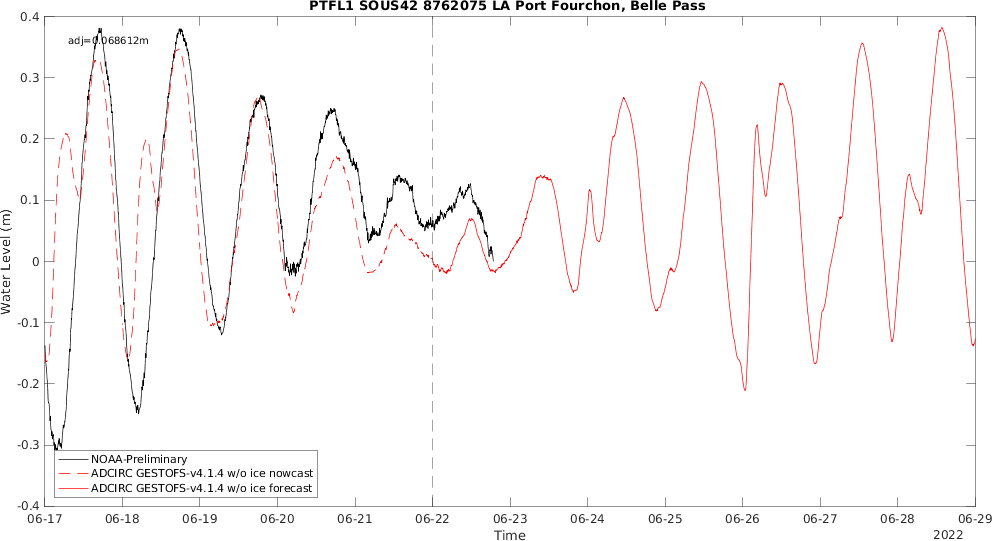 PTFL1 SOUS42 8762075 LA Port Fourchon, Belle Pass
0.4
adj=0.068612m
0.3
0.2
0.1
0
-0.1
-0.2
-0.3
-0.4
Water Level (m)
NOAA-Preliminary
ADCIRC GESTOFS-v4.1.4 w/o ice nowcast
ADCIRC GESTOFS-v4.1.4 w/o ice forecast
06-17 06-18 06-19 06-20 06-21 06-22 06-23 06-24 06-25 06-26 06-27 06-28 06-29
Time
2022